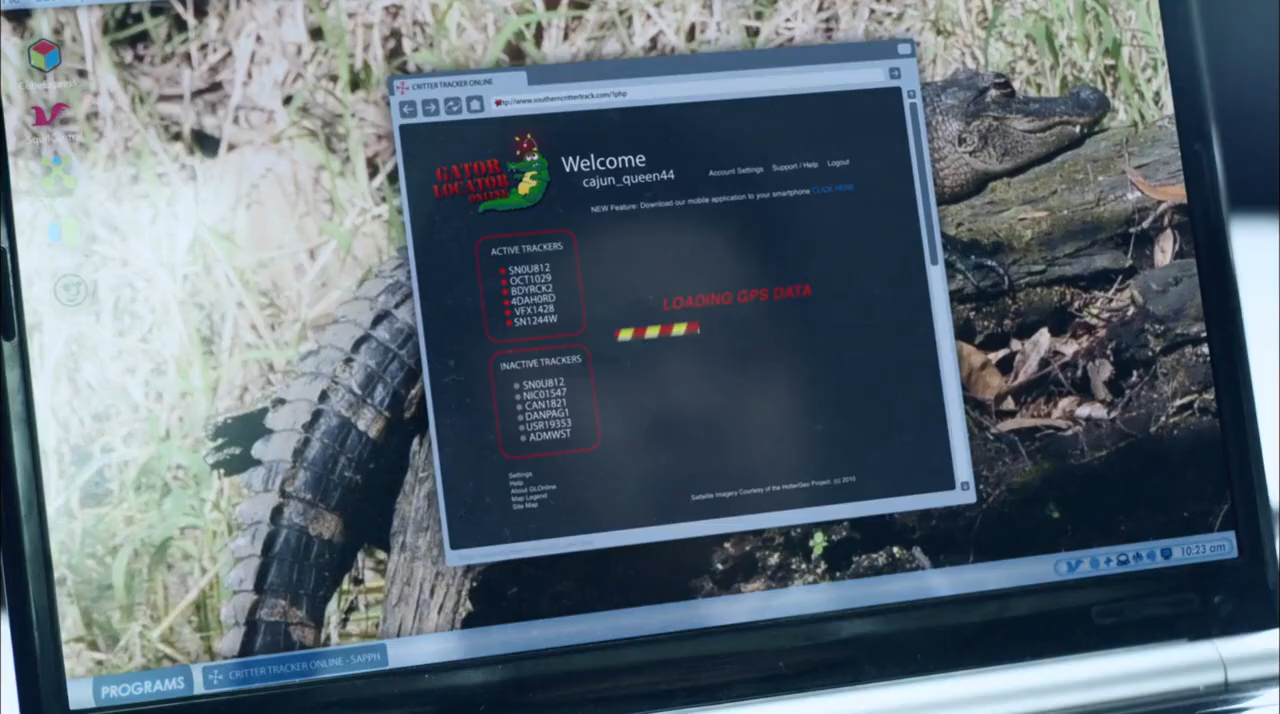 CRITTER TRACKER ONLINE
http://www.southerncrittertrack.com/?php
GATOR
LOCATOR
ONLINE
Welcome
cajun_queen44
Account Settings Support / Help Logout
NEW Feature: Download our mobile application to your smartphone CLICK HERE
ACTIVE TRACKERS
SN0U812
OCT1029
BDYRCK2
4DAH0RD
VFX1428
SN1244W
LOADING GPS DATA
INACTIVE TRACKERS
SN0U812
NIC01547
CAN1821
DANPAG1
USR19353
ADMWST
Settings
Help
About GLOnline
Map Legend
Site Map
Satellite Imagery Courtesy of the HollerGeo Project (c) 2010
10:23 am
PROGRAMS
CRITTER TRACKER ONLINE - SAPPH